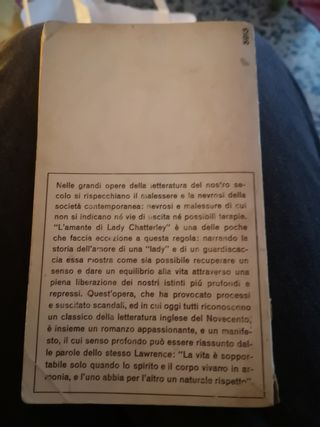 Nelle grandi opere della letteratura del nostro se-
colo si rispecchiano il malessere e le nevrosi della
società contemporanea: nevrosi e malessere di cui
non si indicano né vie di uscita né possibili terapie.
"L'amante di Lady Chatterley" è una delle poche
che faccia eccezione a questa regola: narrando la
storia dell'amore di una "lady" e di un guardiacac-
cia essa mostra come sia possibile recuperare un
senso e dare un equilibrio alla vita attraverso una
piena liberazione dei nostri istinti più profondi e
repressi. Quest'opera, che ha provocato processi
e suscitato scandali, ed in cui oggi tutti riconoscono
un classico della letteratura inglese del Novecento,
è insieme un romanzo appassionante, e un manife-
sto, il cui senso profondo può essere riassunto dal-
le parole dello stesso Lawrence: "La vita è soppor-
tabile solo quando lo spirito e il corpo vivano in ar-
monia, e l'uno abbia per l'altro un naturale rispetto"